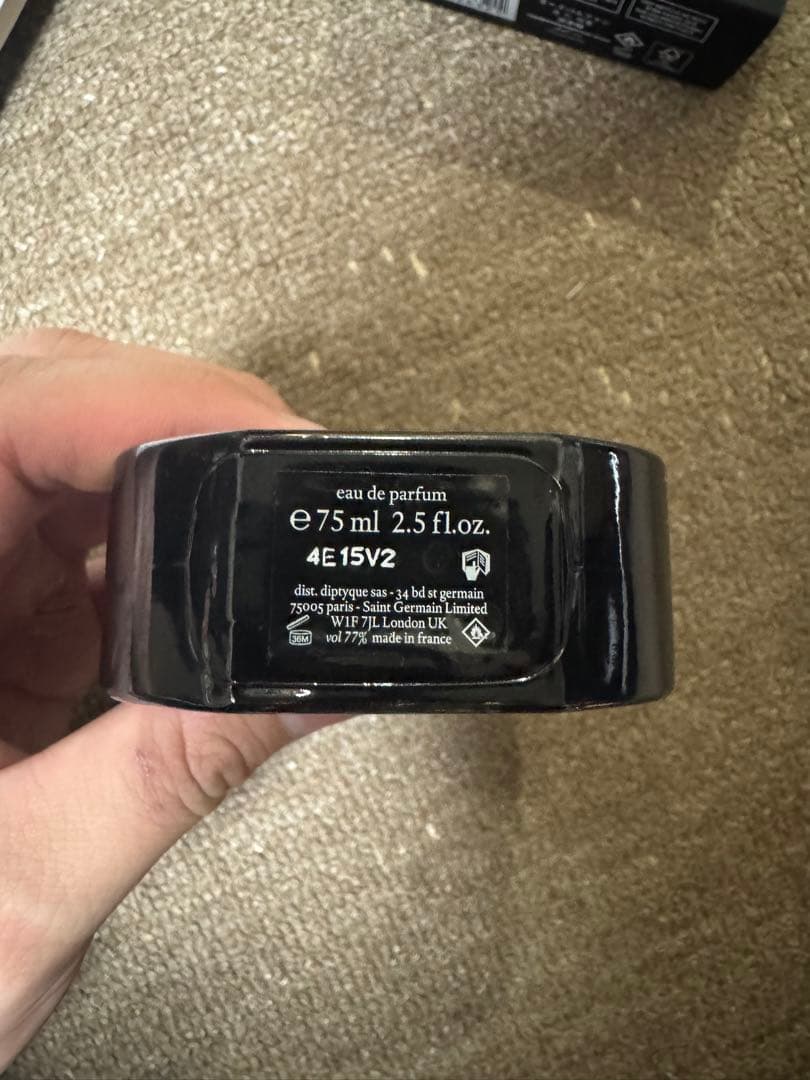 eau de parfum
℮ 75 ml 2.5 fl.oz.
4E15V2
dist. diptyque sas - 34 bd st germain
75005 paris - Saint Germain Limited
W1F 7JL London UK
36M vol 77% made in france